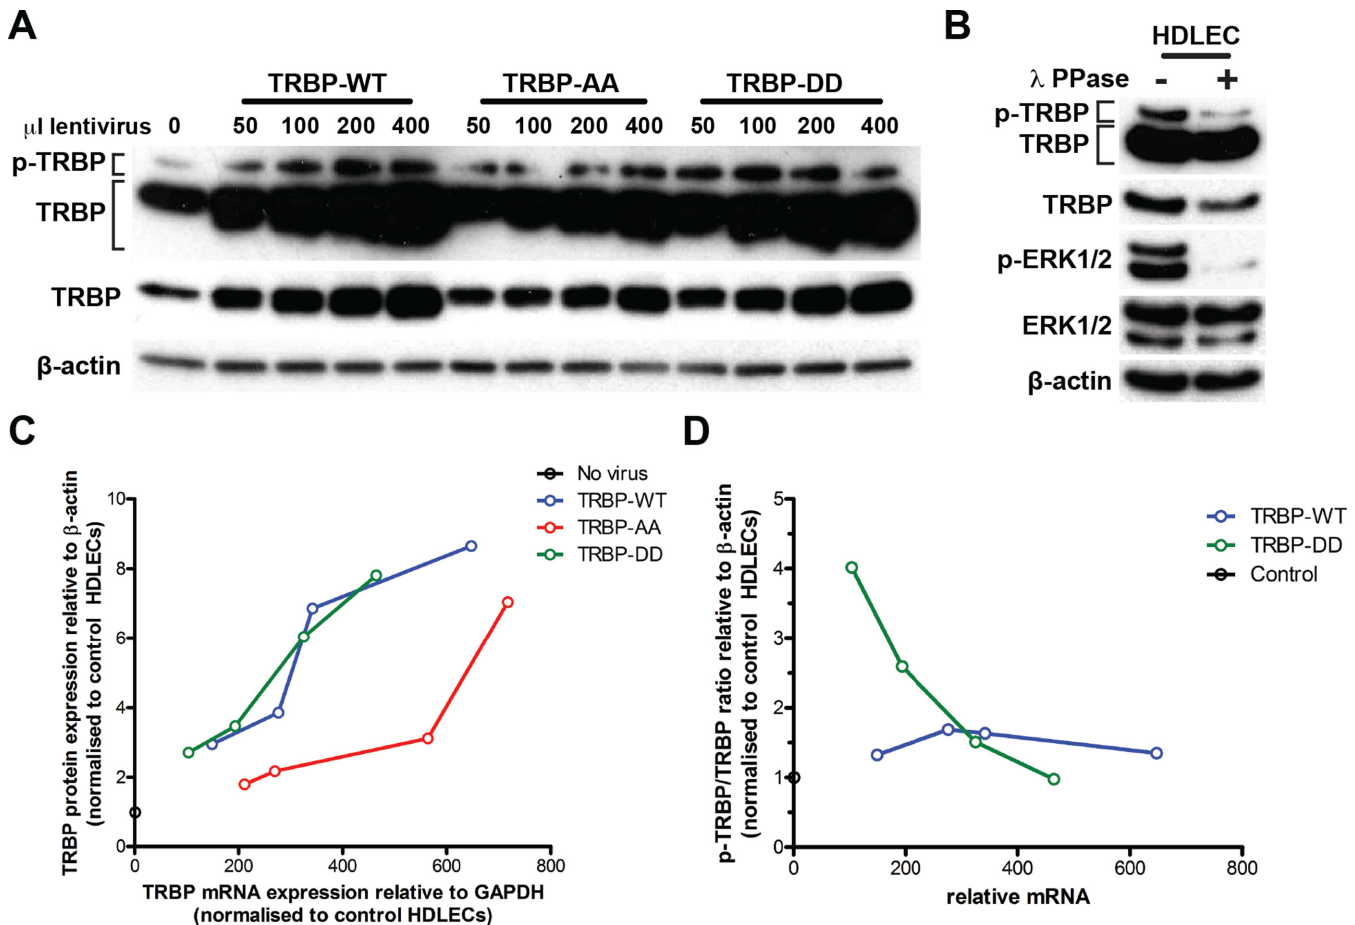 A
TRBP-WT TRBP-AA TRBP-DD
µl lentivirus 0 50 100 200 400 50 100 200 400 50 100 200 400
p-TRBP
TRBP
TRBP
β-actin
B
HDLEC
λ PPase - +
p-TRBP
TRBP
TRBP
p-ERK1/2
ERK1/2
β-actin
C
TRBP protein expression relative to β-actin
(normalised to control HDLECs)
10
8
6
4
2
0
0 200 400 600 800
TRBP mRNA expression relative to GAPDH
(normalised to control HDLECs)
No virus
TRBP-WT
TRBP-AA
TRBP-DD
D
p-TRBP/TRBP ratio relative to β-actin
(normalised to control HDLECs)
5
4
3
2
1
0
0 200 400 600 800
relative mRNA
TRBP-WT
TRBP-DD
Control